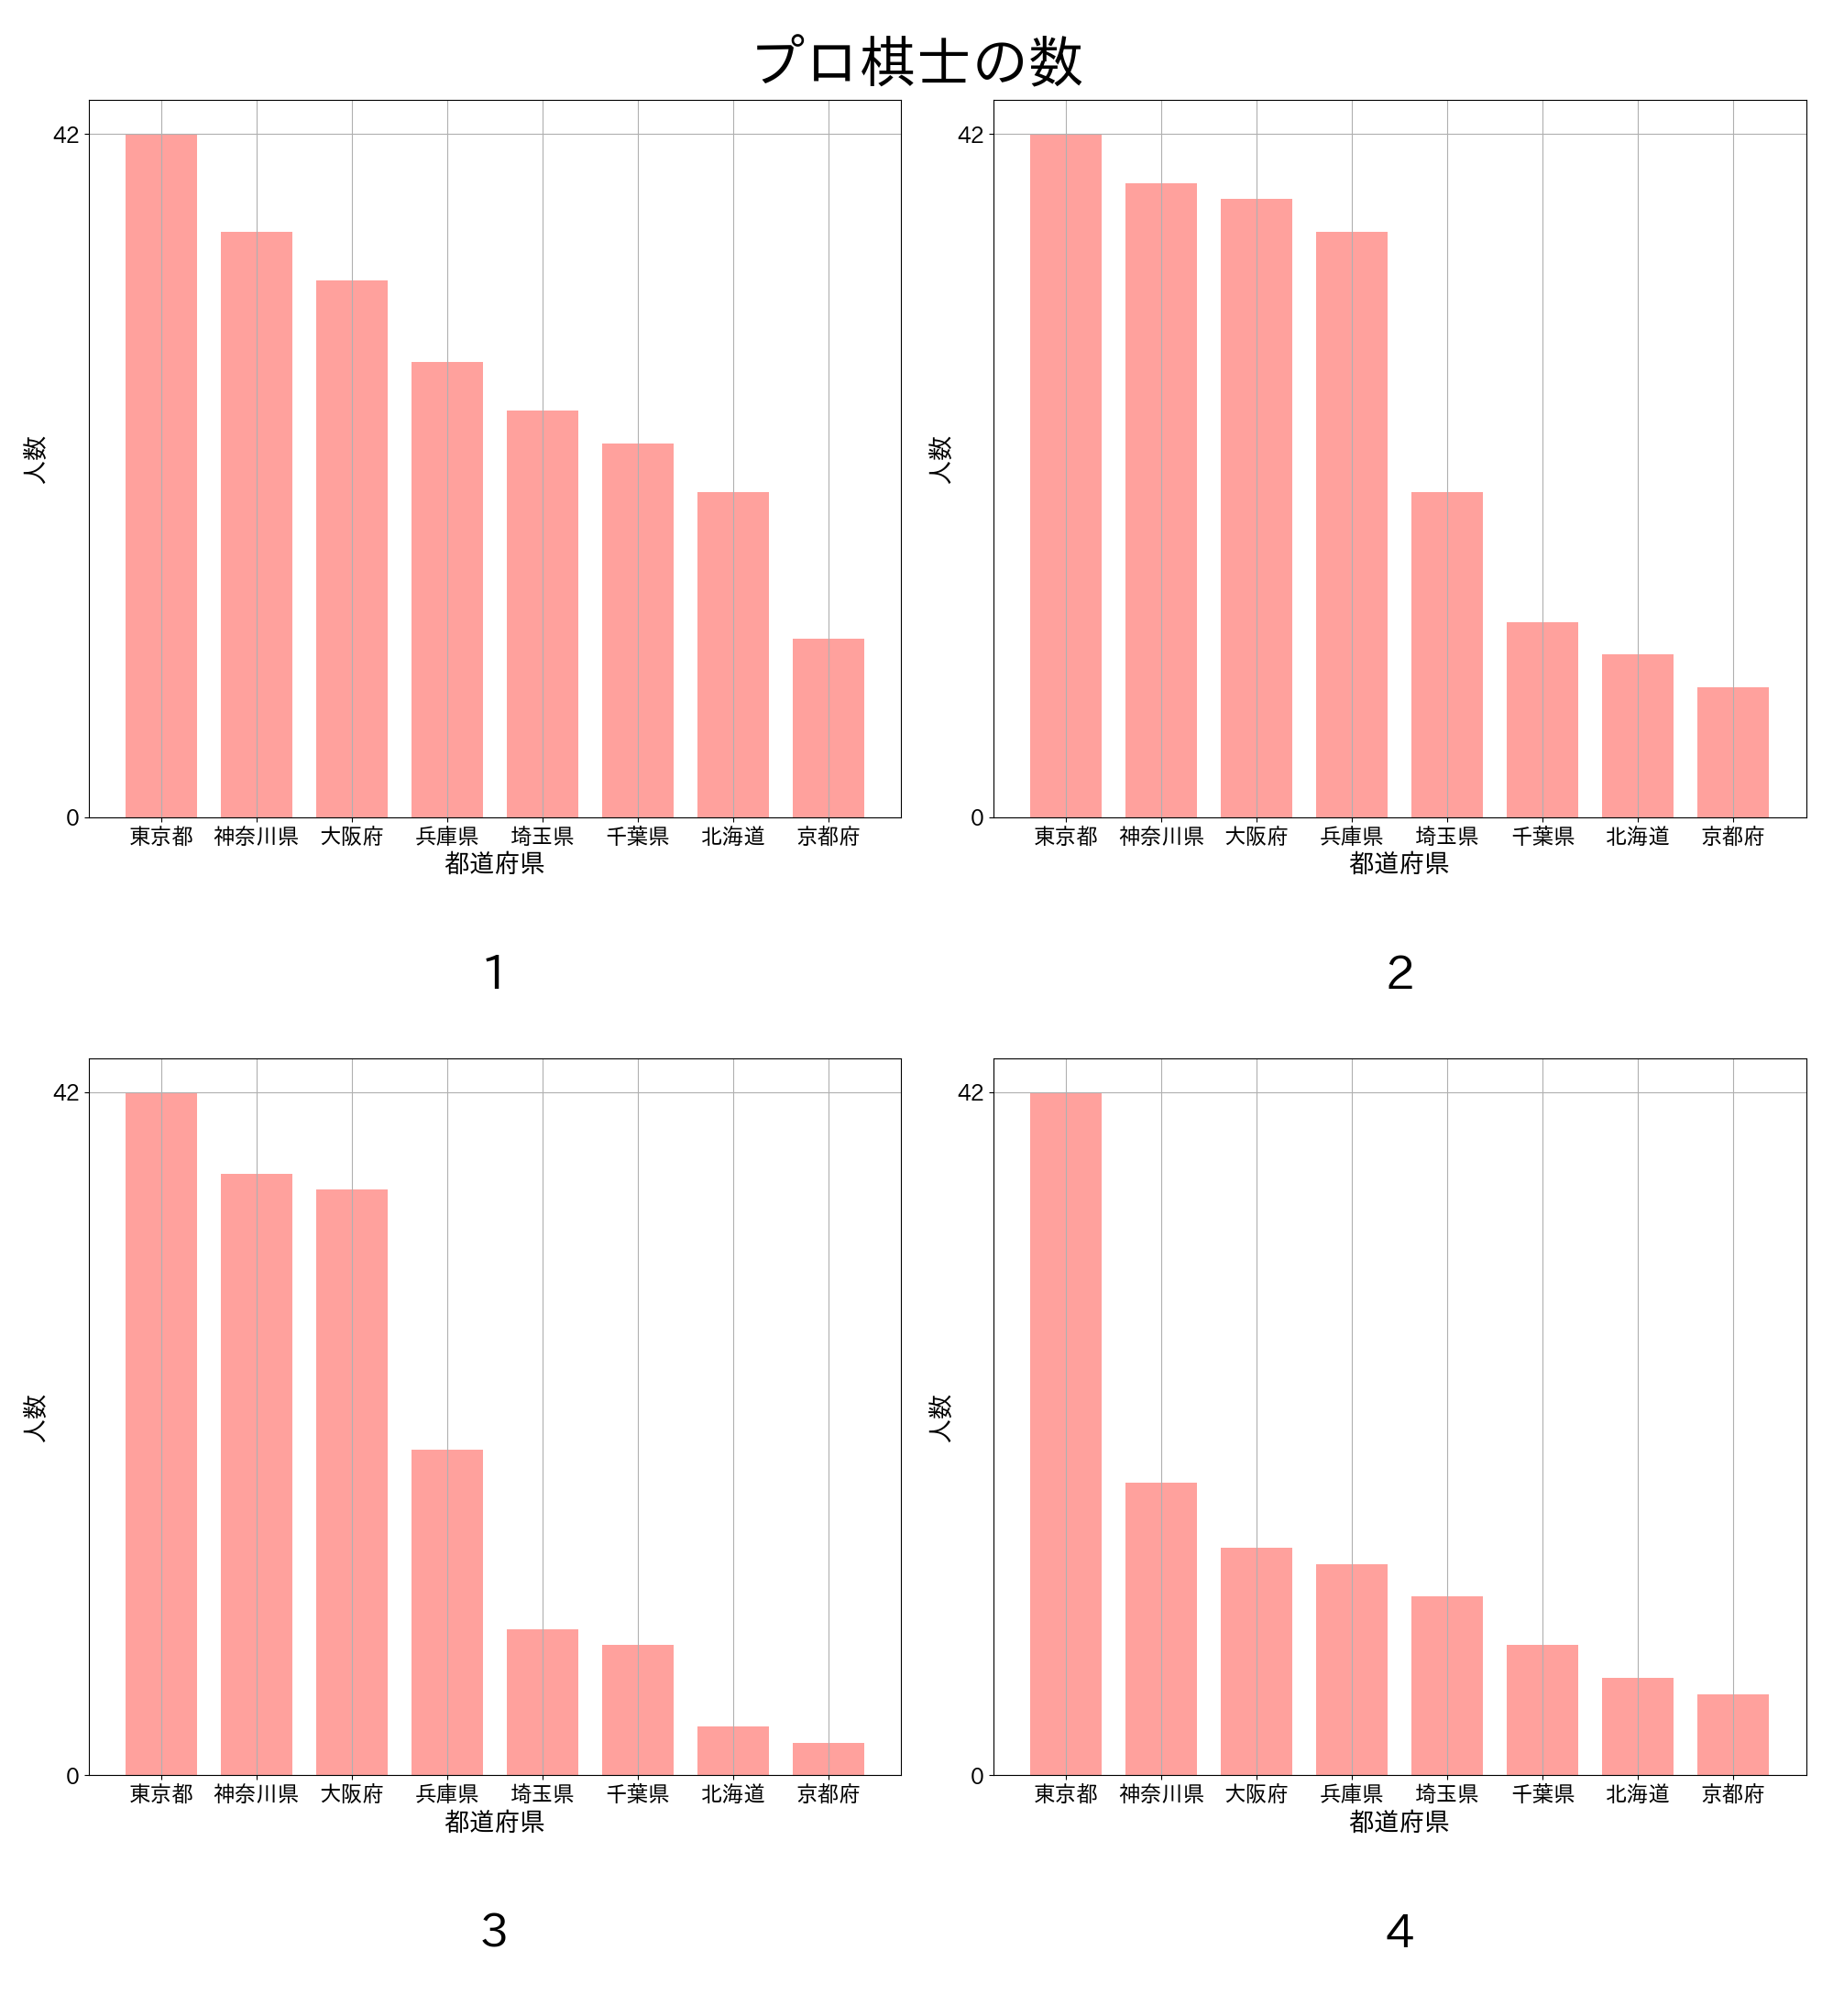 プロ棋士の数
42
0
人数
東京都 神奈川県 大阪府 兵庫県 埼玉県 千葉県 北海道 京都府
都道府県
1
42
0
人数
東京都 神奈川県 大阪府 兵庫県 埼玉県 千葉県 北海道 京都府
都道府県
2
42
0
人数
東京都 神奈川県 大阪府 兵庫県 埼玉県 千葉県 北海道 京都府
都道府県
3
42
0
人数
東京都 神奈川県 大阪府 兵庫県 埼玉県 千葉県 北海道 京都府
都道府県
4